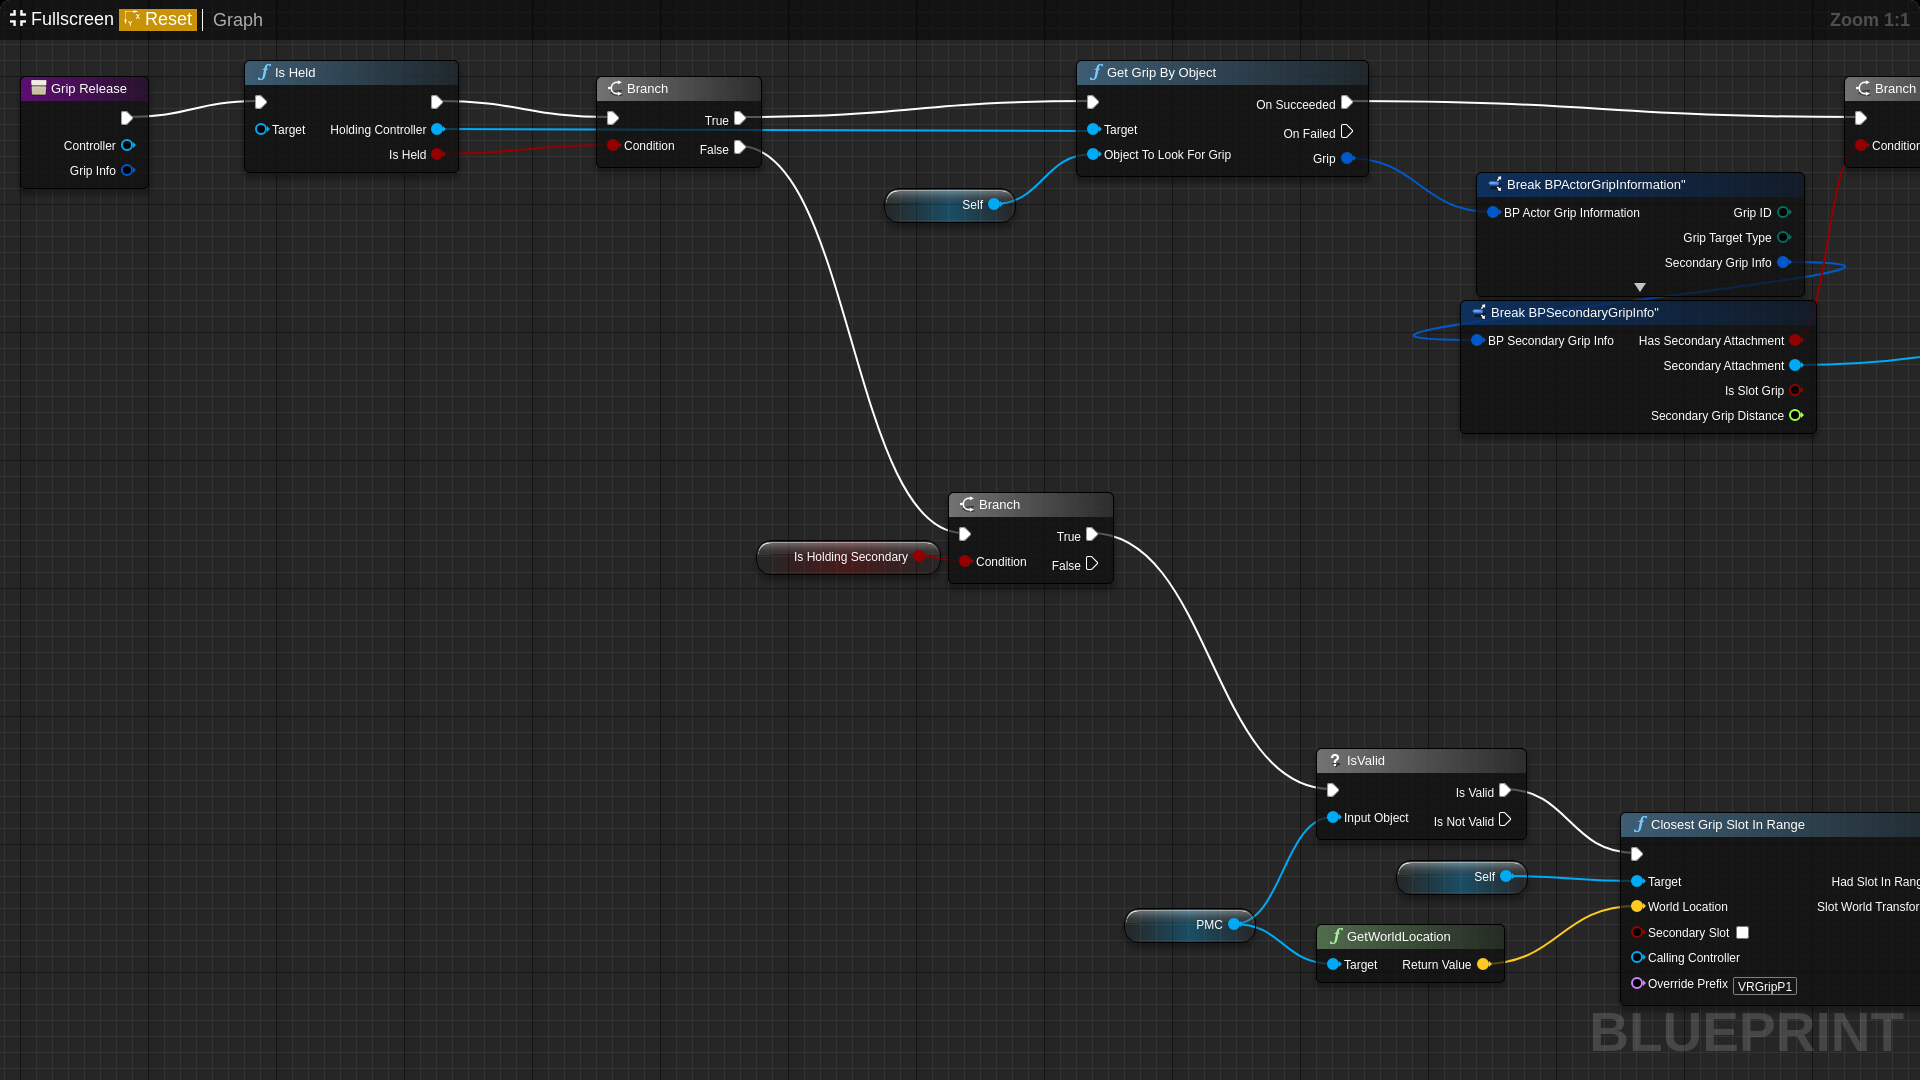 Fullscreen Reset Graph Zoom 1:1
Grip Release
Controller
Grip Info
Is Held
Target Holding Controller
Is Held
Branch
True
Condition
False
Get Grip By Object
On Succeeded
Target
On Failed
Object To Look For Grip
Grip
Branch
Condition
Self
Break BPActorGripInformation"
BP Actor Grip Information Grip ID
Grip Target Type
Secondary Grip Info
Break BPSecondaryGripInfo"
BP Secondary Grip Info Has Secondary Attachment
Secondary Attachment
Is Slot Grip
Secondary Grip Distance
Is Holding Secondary
Branch
True
Condition
False
? IsValid
Is Valid
Input Object
Is Not Valid
Self
PMC
GetWorldLocation
Target Return Value
Closest Grip Slot In Range
Target Had Slot In Rang
World Location Slot World Transfor
Secondary Slot
Calling Controller
Override Prefix VRGripP1
BLUEPRINT